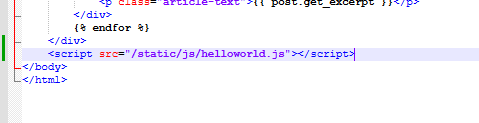 <p class="article-text">{{ post.get_excerpt }}</p>
</div>
{% endfor %}
</div>
<script src="/static/js/helloworld.js"></script>
</body>
</html>